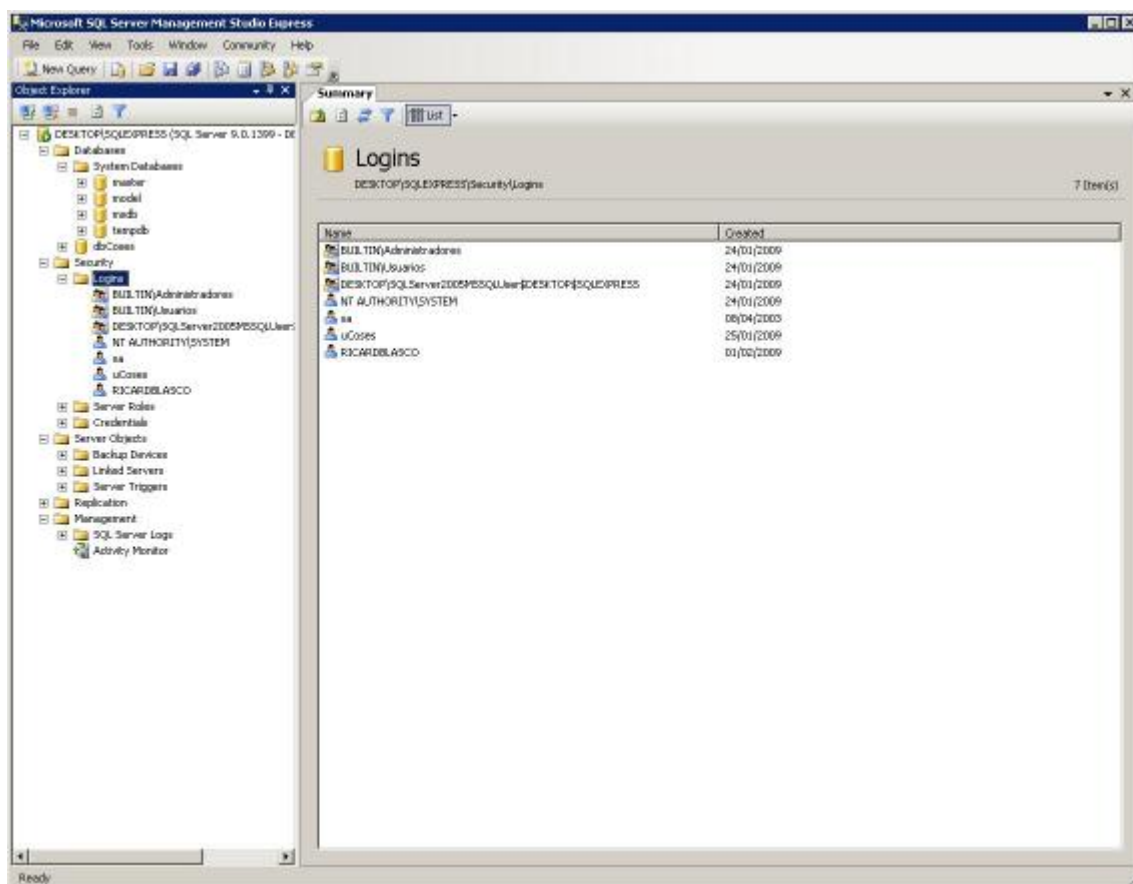 Microsoft SQL Server Management Studio Express
File Edit View Tools Window Community Help
New Query
Object Explorer
DESKTOP\SQLEXPRESS (SQL Server 9.0.1399 - DE
Databases
System Databases
master
model
msdb
tempdb
dbCoses
Security
Logins
BUILTIN\Administradores
BUILTIN\Usuarios
DESKTOP\SQLServer2005MSSQLUser$
NT AUTHORITY\SYSTEM
sa
uCoses
RICARDBLASCO
Server Roles
Credentials
Server Objects
Backup Devices
Linked Servers
Server Triggers
Replication
Management
SQL Server Logs
Activity Monitor
Summary
List
Logins
DESKTOP\SQLEXPRESS\Security\Logins 7 Item(s)
Name Created
BUILTIN\Administradores 24/01/2009
BUILTIN\Usuarios 24/01/2009
DESKTOP\SQLServer2005MSSQLUser$DESKTOP$SQLEXPRESS 24/01/2009
NT AUTHORITY\SYSTEM 24/01/2009
sa 08/04/2003
uCoses 25/01/2009
RICARDBLASCO 01/02/2009
Ready